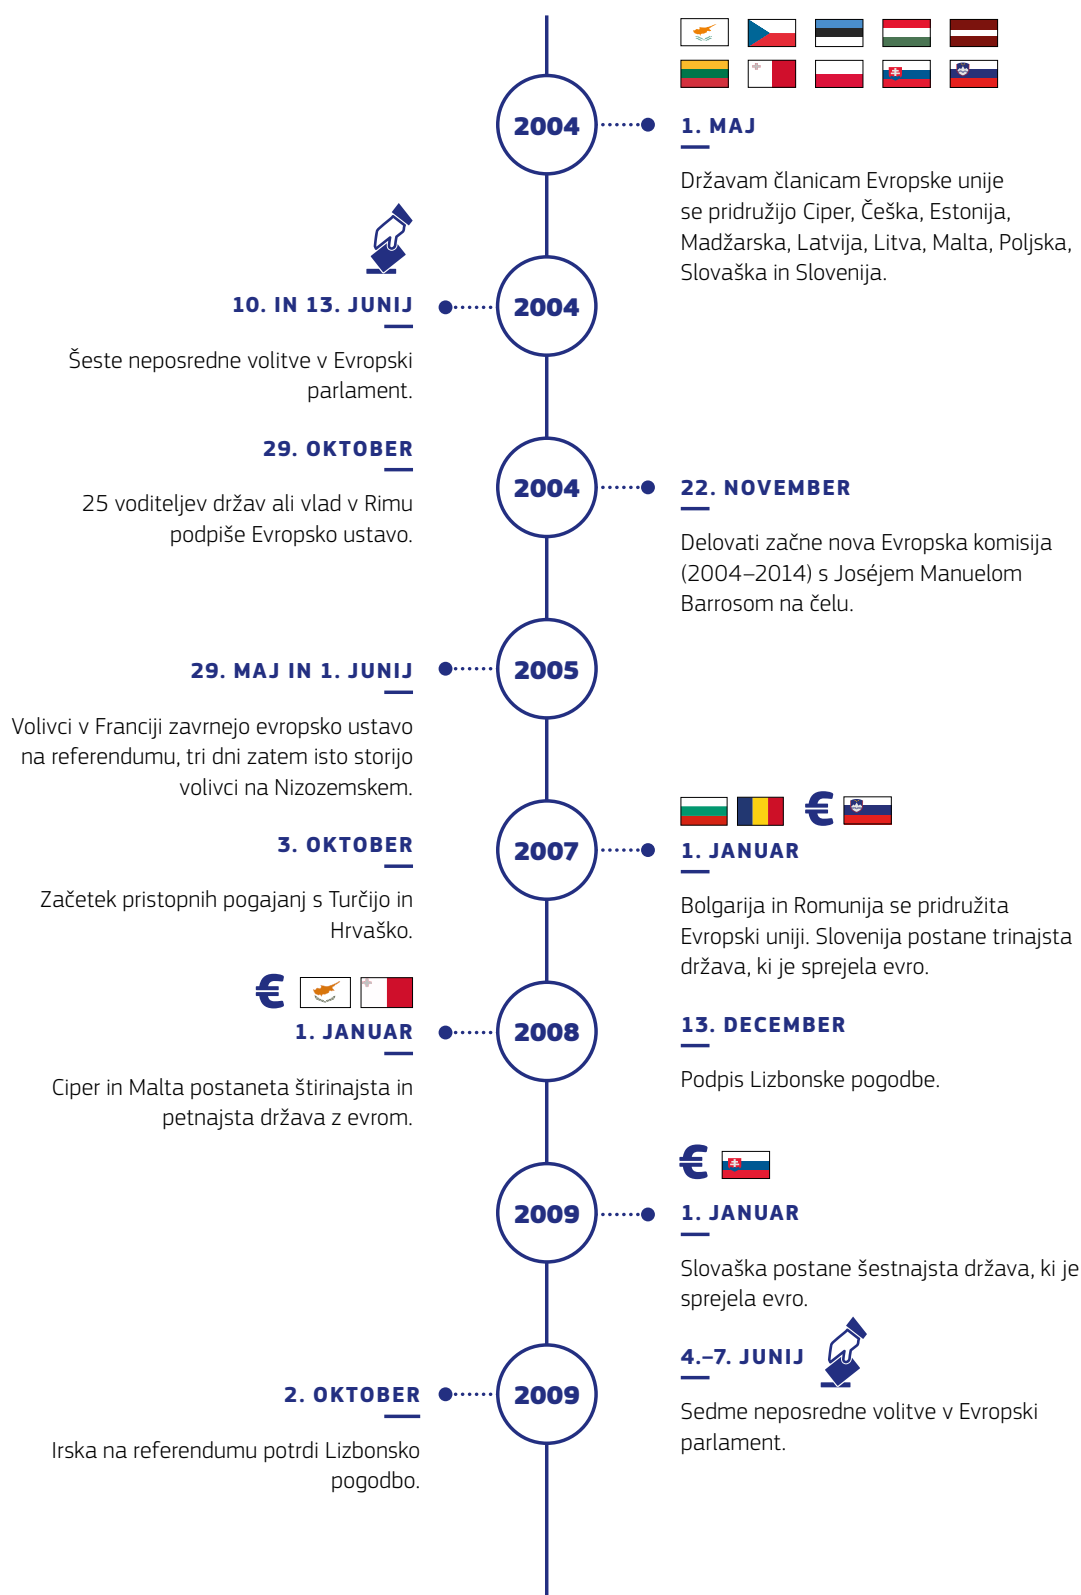 2004
1. MAJ
Državam članicam Evropske unije
se pridružijo Ciper, Češka, Estonija,
Madžarska, Latvija, Litva, Malta, Poljska,
Slovaška in Slovenija.
2004
10. IN 13. JUNIJ
Šeste neposredne volitve v Evropski
parlament.
29. OKTOBER
25 voditeljev držav ali vlad v Rimu
podpiše Evropsko ustavo.
2004
22. NOVEMBER
Delovati začne nova Evropska komisija
(2004–2014) s Joséjem Manuelom
Barrosom na čelu.
2005
29. MAJ IN 1. JUNIJ
Volivci v Franciji zavrnejo evropsko ustavo
na referendumu, tri dni zatem isto storijo
volivci na Nizozemskem.
3. OKTOBER
Začetek pristopnih pogajanj s Turčijo in
Hrvaško.
2007
€
1. JANUAR
Bolgarija in Romunija se pridružita
Evropski uniji. Slovenija postane trinajsta
država, ki je sprejela evro.
13. DECEMBER
Podpis Lizbonske pogodbe.
2008
€
1. JANUAR
Ciper in Malta postaneta štirinajsta in
petnajsta država z evrom.
2009
€
1. JANUAR
Slovaška postane šestnajsta država, ki je
sprejela evro.
4.–7. JUNIJ
Sedme neposredne volitve v Evropski
parlament.
2009
2. OKTOBER
Irska na referendumu potrdi Lizbonsko
pogodbo.